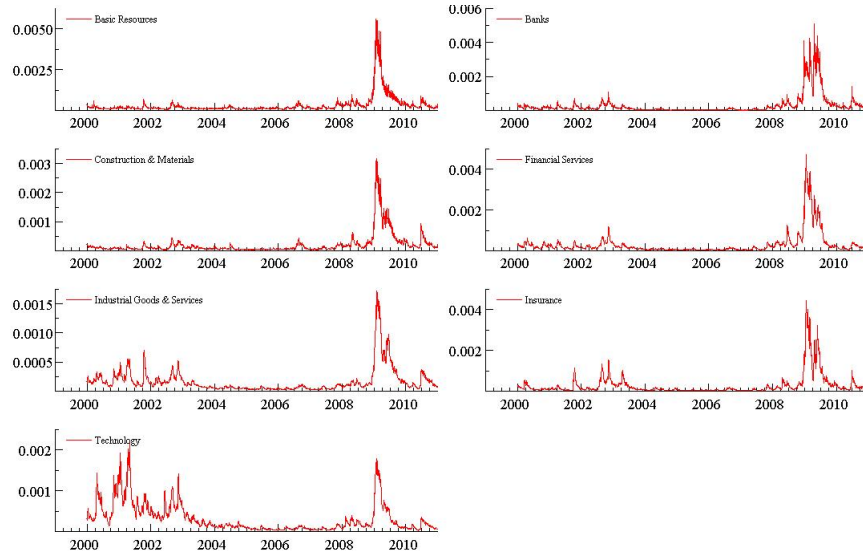 Basic Resources
0.0050
0.0025
2000 2002 2004 2006 2008 2010
0.006
Banks
0.004
0.002
2000 2002 2004 2006 2008 2010
Construction & Materials
0.003
0.002
0.001
2000 2002 2004 2006 2008 2010
Financial Services
0.004
0.002
2000 2002 2004 2006 2008 2010
Industrial Goods & Services
0.0015
0.0010
0.0005
2000 2002 2004 2006 2008 2010
Insurance
0.004
0.002
2000 2002 2004 2006 2008 2010
Technology
0.002
0.001
2000 2002 2004 2006 2008 2010